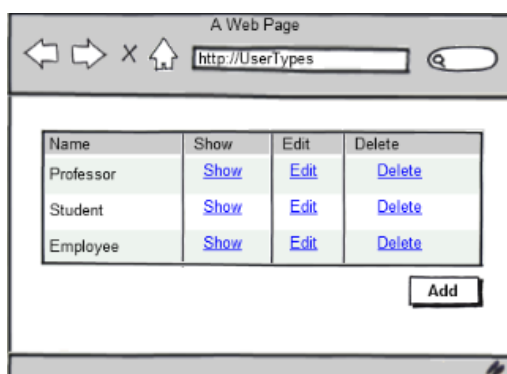 A Web Page
http://UserTypes
Name Show Edit Delete
Professor Show Edit Delete
Student Show Edit Delete
Employee Show Edit Delete
Add